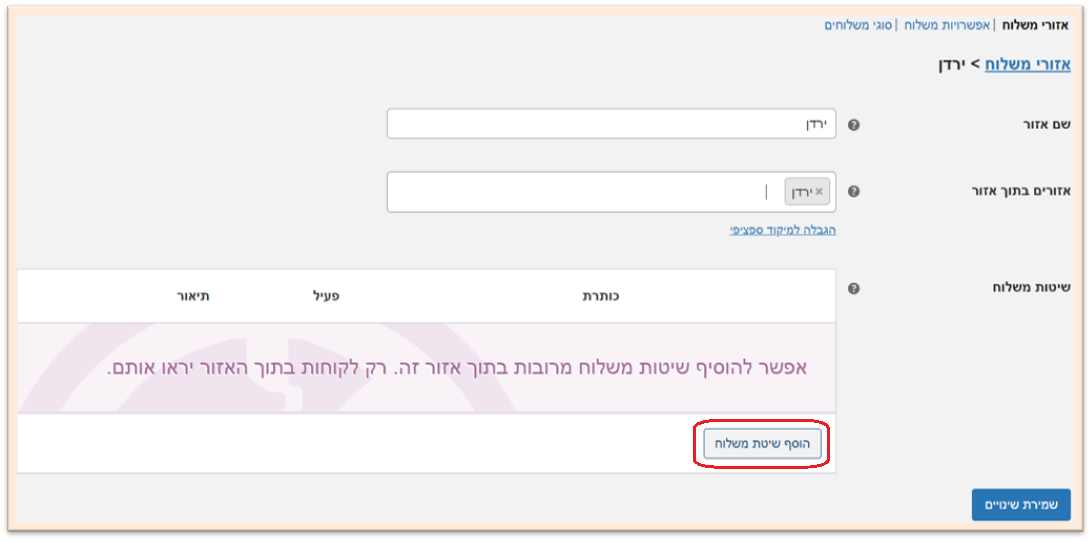 אזורי משלוח | אפשרויות משלוח | סוגי משלוחים
אזורי משלוח > ירדן
שם אזור
ירדן
אזורים בתוך אזור
× ירדן
הגבלה למיקוד ספציפי
שיטות משלוח
כותרת פעיל תיאור
אפשר להוסיף שיטות משלוח מרובות בתוך אזור זה. רק לקוחות בתוך האזור יראו אותם.
הוסף שיטת משלוח
שמירת שינויים